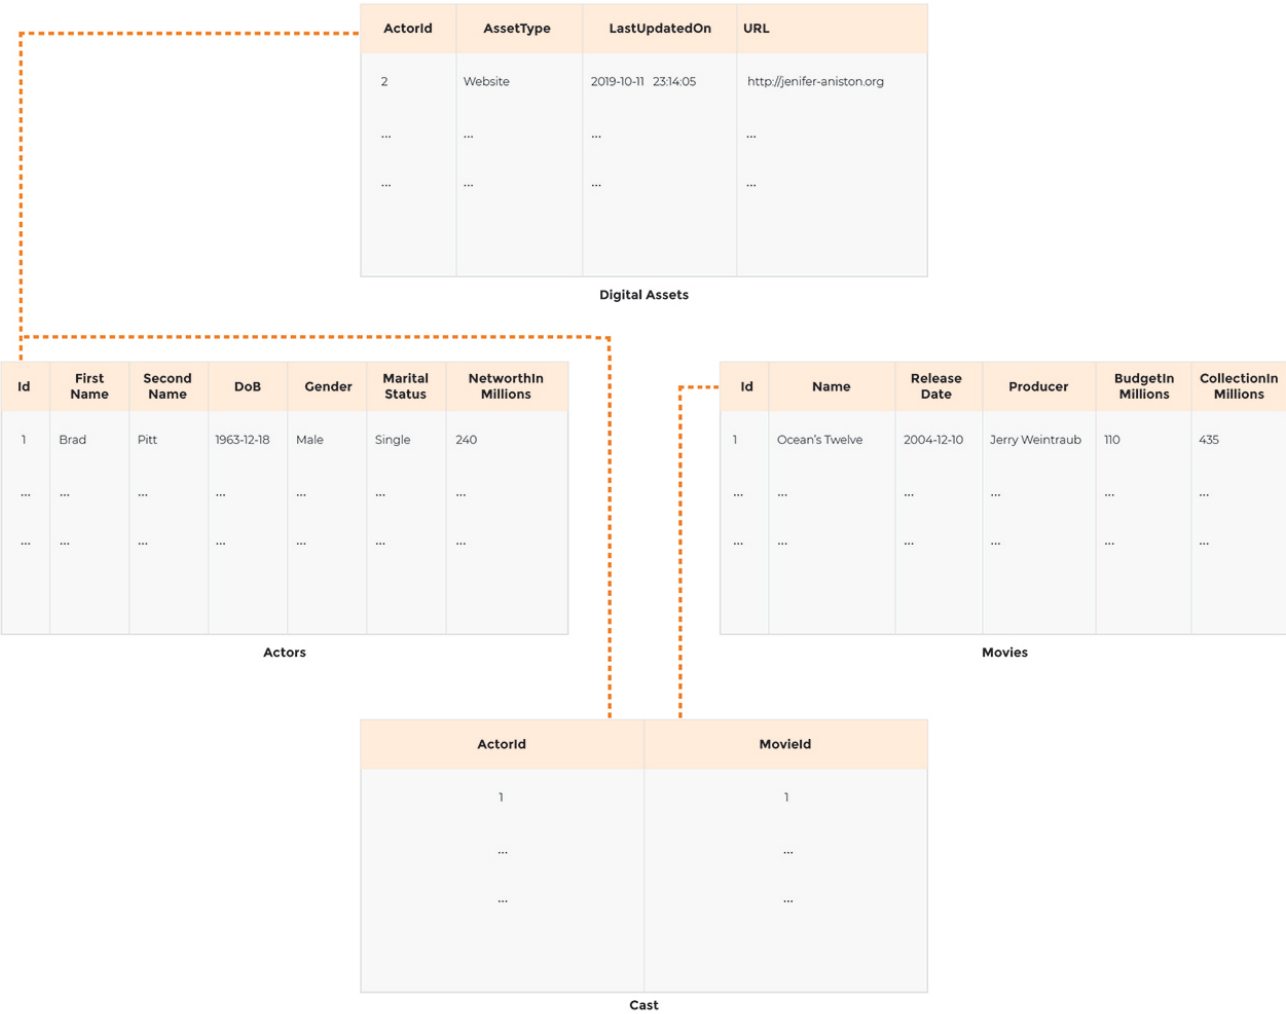 ActorId AssetType LastUpdatedOn URL
2 Website 2019-10-11 23:14:05 http://jenifer-aniston.org
... ... ... ...
... ... ... ...
Digital Assets
Id First Name Second Name DoB Gender Marital Status NetworthIn Millions
1 Brad Pitt 1963-12-18 Male Single 240
... ... ... ... ... ... ...
... ... ... ... ... ... ...
Actors
Id Name Release Date Producer BudgetIn Millions CollectionIn Millions
1 Ocean's Twelve 2004-12-10 Jerry Weintraub 110 435
... ... ... ... ... ...
... ... ... ... ... ...
Movies
ActorId MovieId
1 1
... ...
... ...
Cast